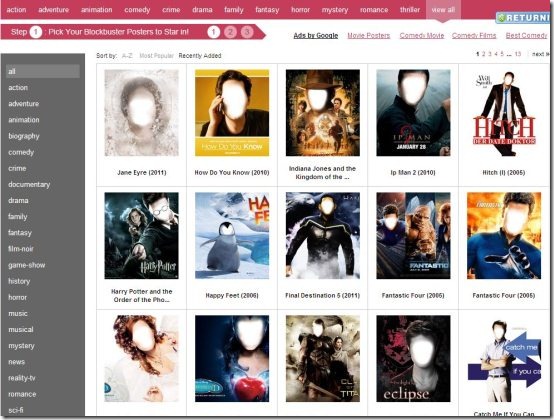 action adventure animation comedy crime drama family fantasy horror mystery romance thriller view all
RETURN
Step 1 : Pick Your Blockbuster Posters to Star in! 1 2 3
Ads by Google Movie Posters Comedy Movie Comedy Films Best Comedy
Sort by: A-Z Most Popular Recently Added
1 2 3 4 5 ... 13 | next »
all
action
adventure
animation
biography
comedy
crime
documentary
drama
family
fantasy
film-noir
game-show
history
horror
music
musical
mystery
news
reality-tv
romance
sci-fi
HOW DO YOU KNOW
IP MAN 2
JANUARY 28
Will Smith
HITCH
DER DATE DOKTOR
Jane Eyre (2011)
How Do You Know (2010)
Indiana Jones and the
Kingdom of the ...
Ip Man 2 (2010)
Hitch (I) (2005)
Harry Potter
HAPPY
FEET
FANTASTIC
FANTASTIC
Harry Potter and the
Order of the Pho...
Happy Feet (2006)
Final Destination 5 (2011)
Fantastic Four (2005)
Fantastic Four (2005)
twilight
eclipse
catch me
if you can
Catch Me If You Can